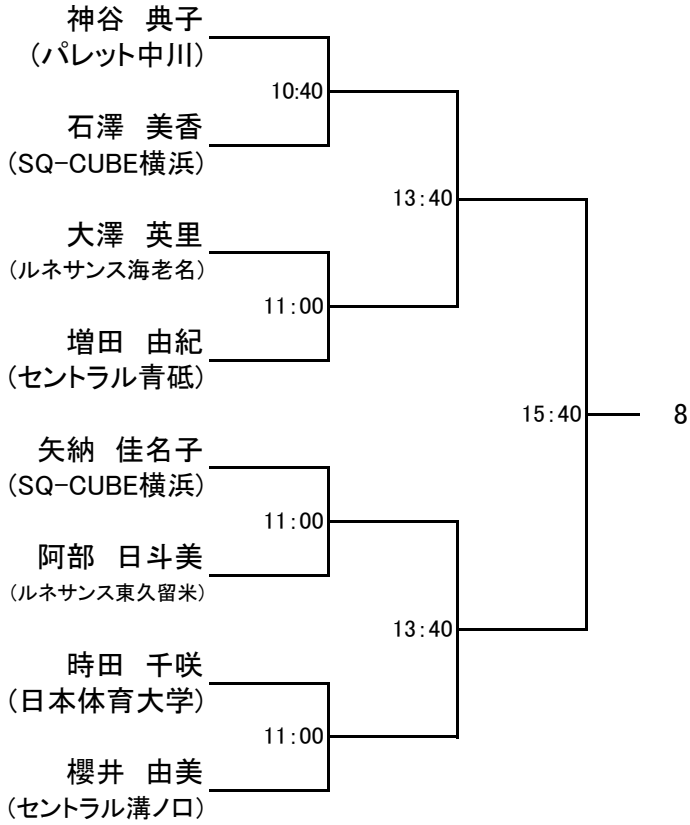 神谷　典子
(パレット中川)
10:40
石澤　美香
(SQ-CUBE横浜)
13:40
大澤　英里
(ルネサンス海老名)
11:00
増田　由紀
(セントラル青砥)
15:40
8
矢納　佳名子
(SQ-CUBE横浜)
11:00
阿部　日斗美
(ルネサンス東久留米)
13:40
時田　千咲
(日本体育大学)
11:00
櫻井　由美
(セントラル溝ノ口)